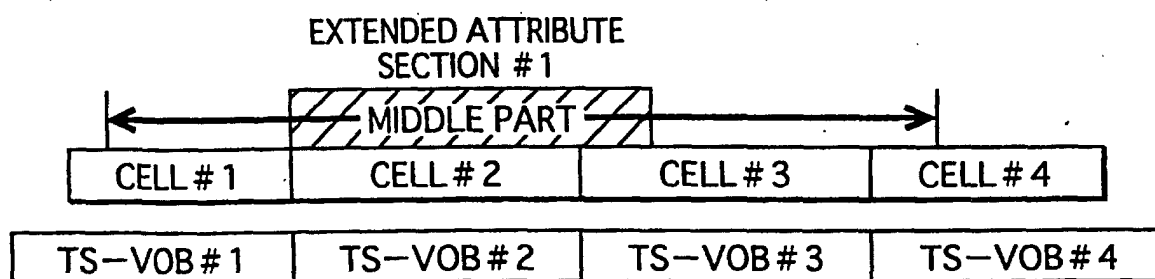 EXTENDED ATTRIBUTE
SECTION #1
MIDDLE PART
CELL#1 CELL#2 CELL#3 CELL#4
TS-VOB#1 TS-VOB#2 TS-VOB#3 TS-VOB#4